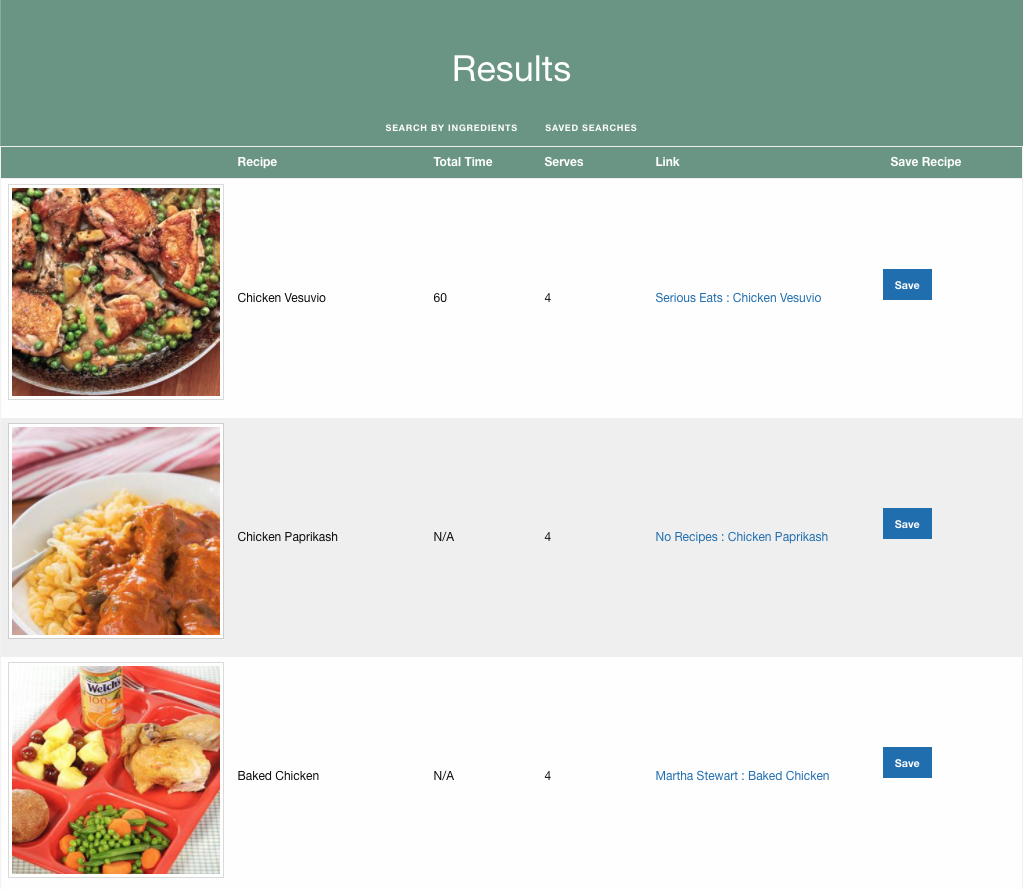 Results
SEARCH BY INGREDIENTS SAVED SEARCHES
Recipe Total Time Serves Link Save Recipe
Chicken Vesuvio 60 4 Serious Eats : Chicken Vesuvio Save
Chicken Paprikash N/A 4 No Recipes : Chicken Paprikash Save
Welch's
100
Baked Chicken N/A 4 Martha Stewart : Baked Chicken Save